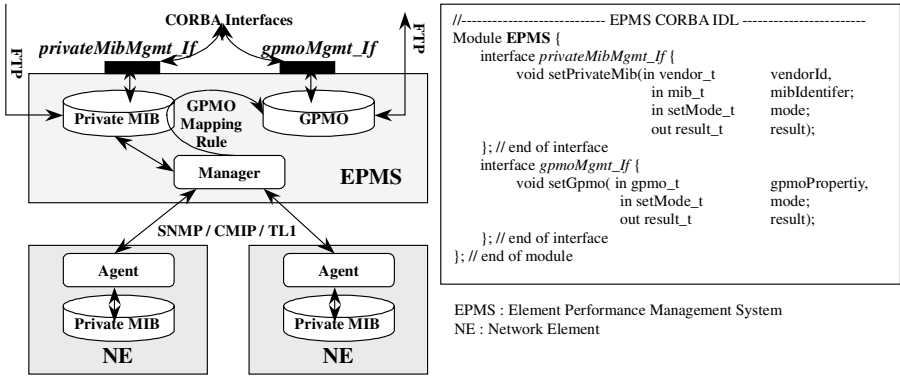 CORBA Interfaces
privateMibMgmt_If
gpmoMgmt_If
FTP
FTP
Private MIB
GPMO
Mapping
Rule
GPMO
Manager
EPMS
SNMP / CMIP / TL1
Agent
Private MIB
NE
Agent
Private MIB
NE
//---------------------------- EPMS CORBA IDL ------------------------
Module EPMS {
interface privateMibMgmt_If {
void setPrivateMib(in vendor_t vendorId,
in mib_t mibIdentifer;
in setMode_t mode;
out result_t result);
}; // end of interface
interface gpmoMgmt_If {
void setGpmo( in gpmo_t gpmoPropertiy,
in setMode_t mode;
out result_t result);
}; // end of interface
}; // end of module
EPMS : Element Performance Management System
NE : Network Element